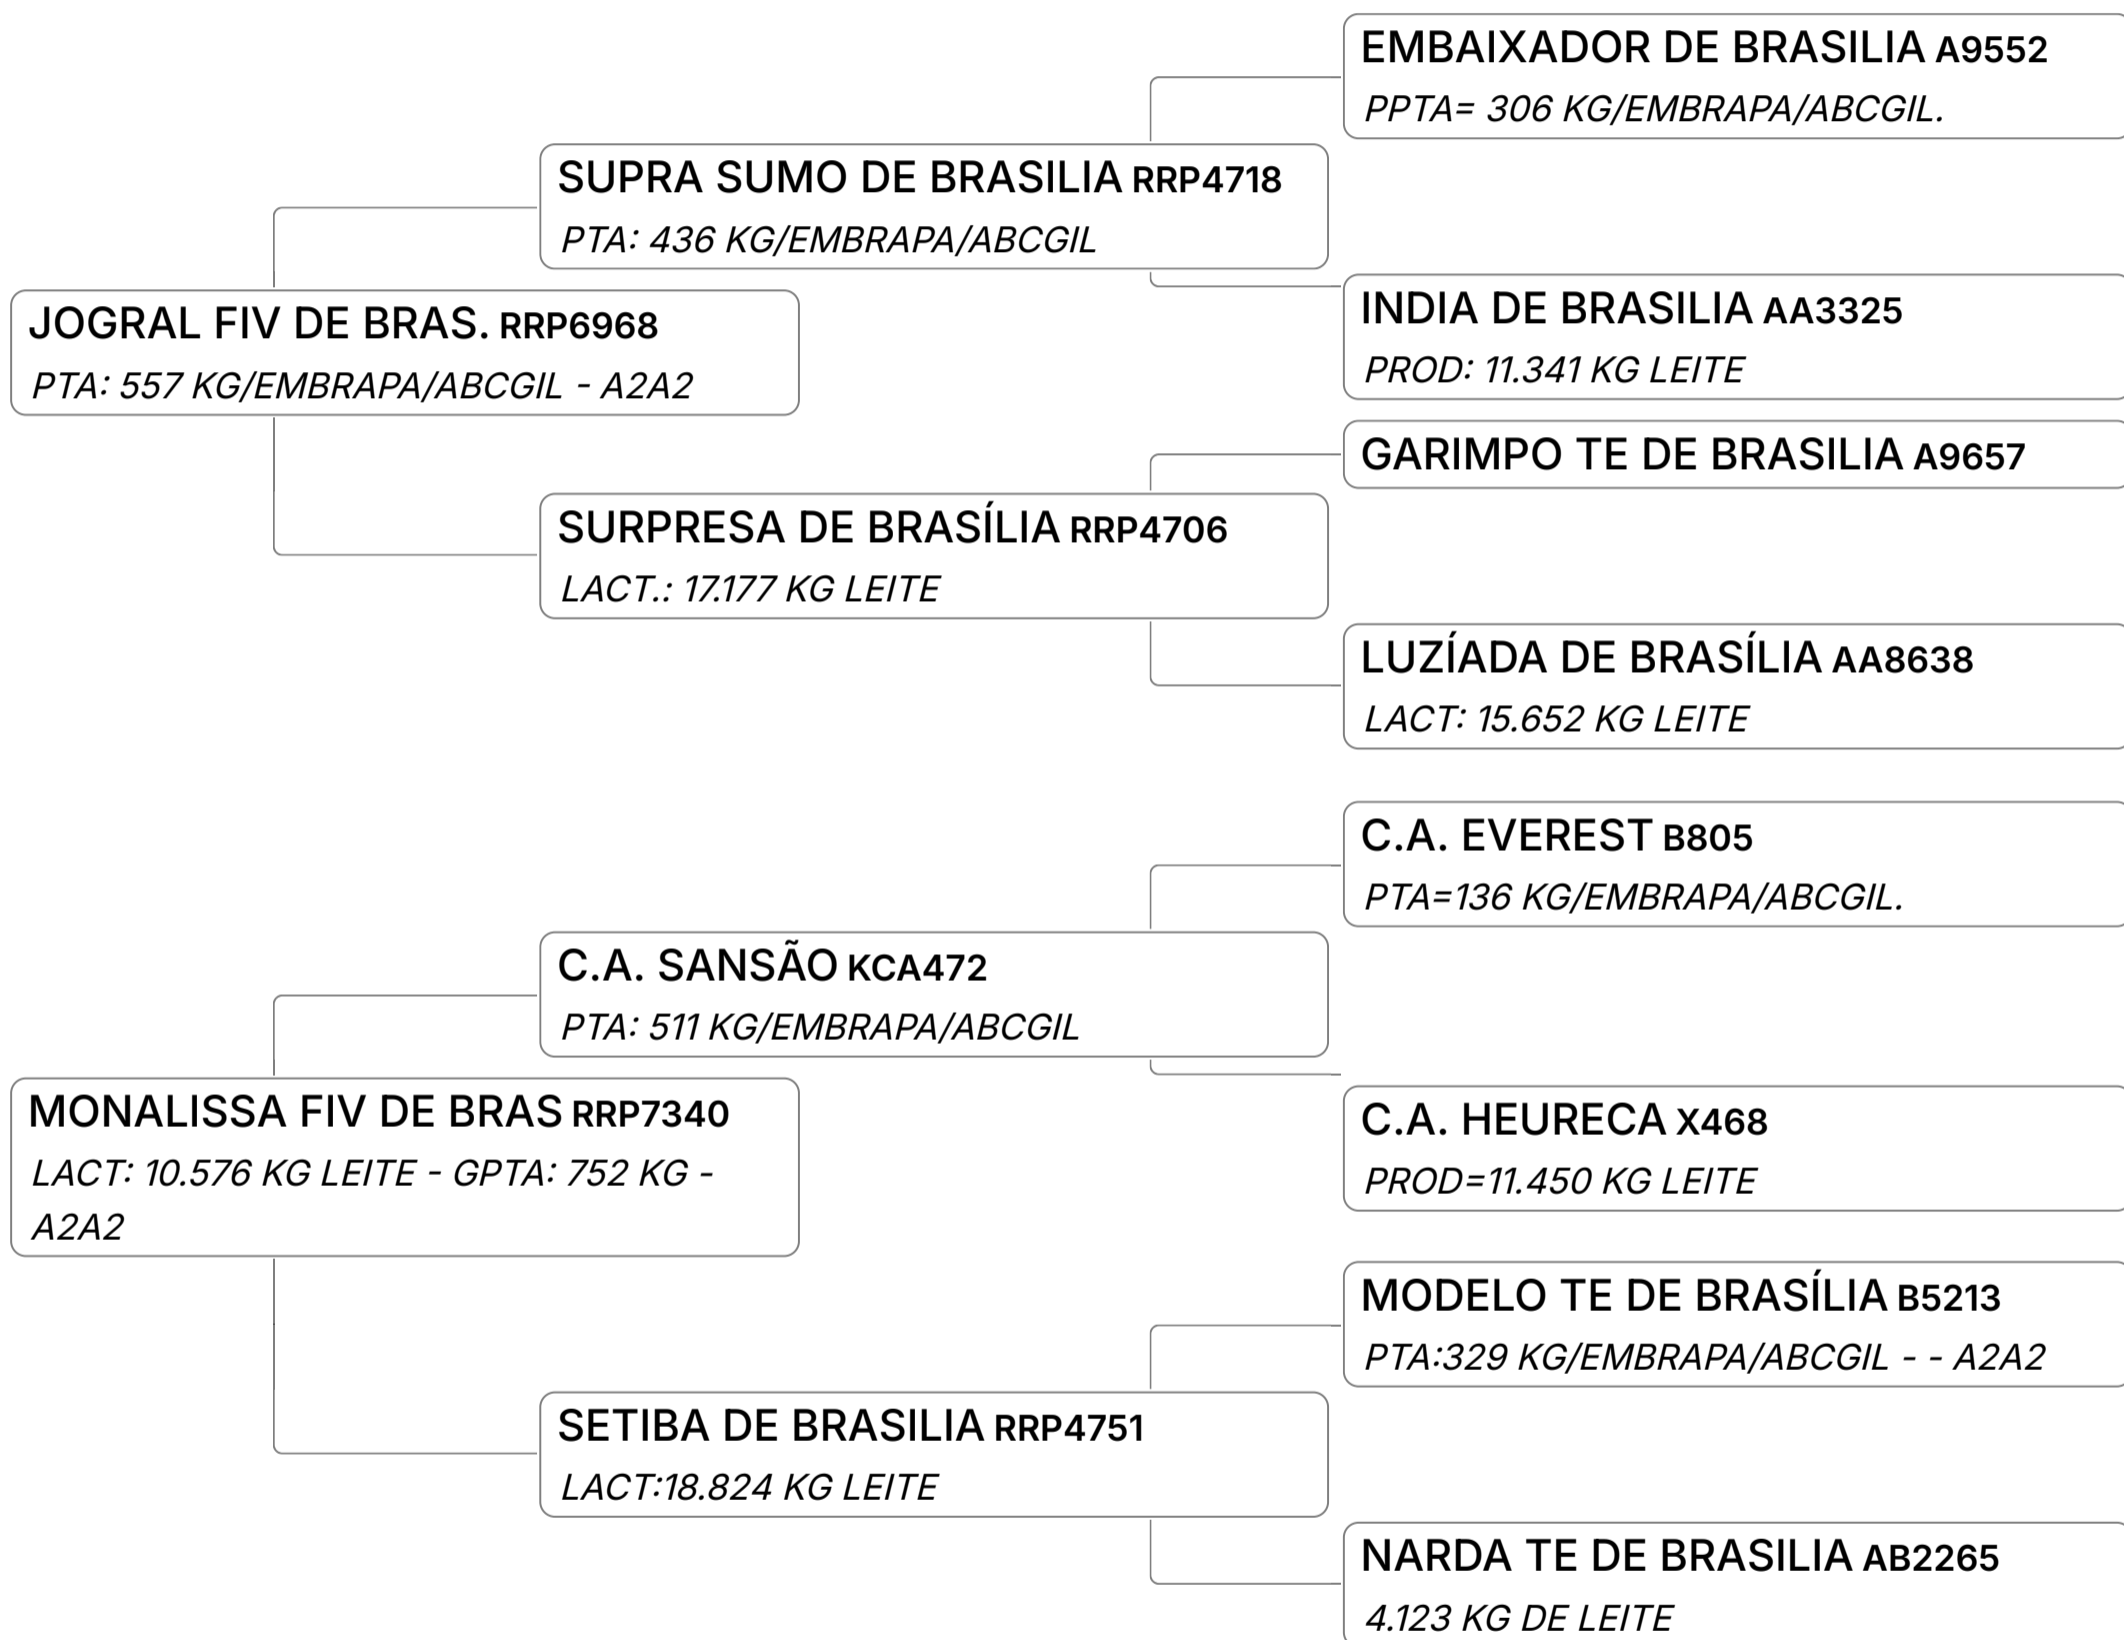 EMBAIXADOR DE BRASILIA A9552
PPTA= 306 KG/EMBRAPA/ABCGIL.
SUPRA SUMO DE BRASILIA RRP4718
PTA: 436 KG/EMBRAPA/ABCGIL
INDIA DE BRASILIA AA3325
PROD: 11.341 KG LEITE
JOGRAL FIV DE BRAS. RRP6968
PTA: 557 KG/EMBRAPA/ABCGIL - A2A2
GARIMPO TE DE BRASILIA A9657
SURPRESA DE BRASÍLIA RRP4706
LACT.: 17.177 KG LEITE
LUZÍADA DE BRASÍLIA AA8638
LACT: 15.652 KG LEITE
C.A. EVEREST B805
PTA=136 KG/EMBRAPA/ABCGIL.
C.A. SANSÃO KCA472
PTA: 511 KG/EMBRAPA/ABCGIL
C.A. HEURECA X468
PROD=11.450 KG LEITE
MONALISSA FIV DE BRAS RRP7340
LACT: 10.576 KG LEITE - GPTA: 752 KG -
A2A2
MODELO TE DE BRASÍLIA B5213
PTA:329 KG/EMBRAPA/ABCGIL - - A2A2
SETIBA DE BRASILIA RRP4751
LACT:18.824 KG LEITE
NARDA TE DE BRASILIA AB2265
4.123 KG DE LEITE